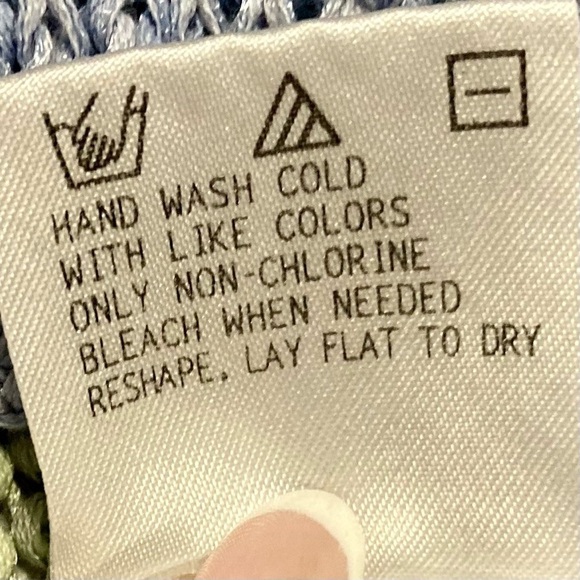 HAND WASH COLD
WITH LIKE COLORS
ONLY NON-CHLORINE
BLEACH WHEN NEEDED
RESHAPE. LAY FLAT TO DRY